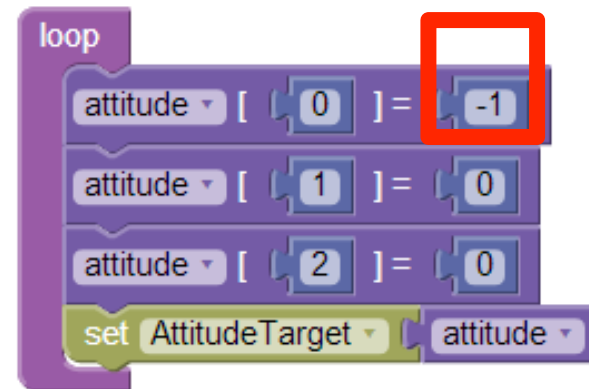 loop
attitude [ 0 ] = -1
attitude [ 1 ] = 0
attitude [ 2 ] = 0
set AttitudeTarget attitude